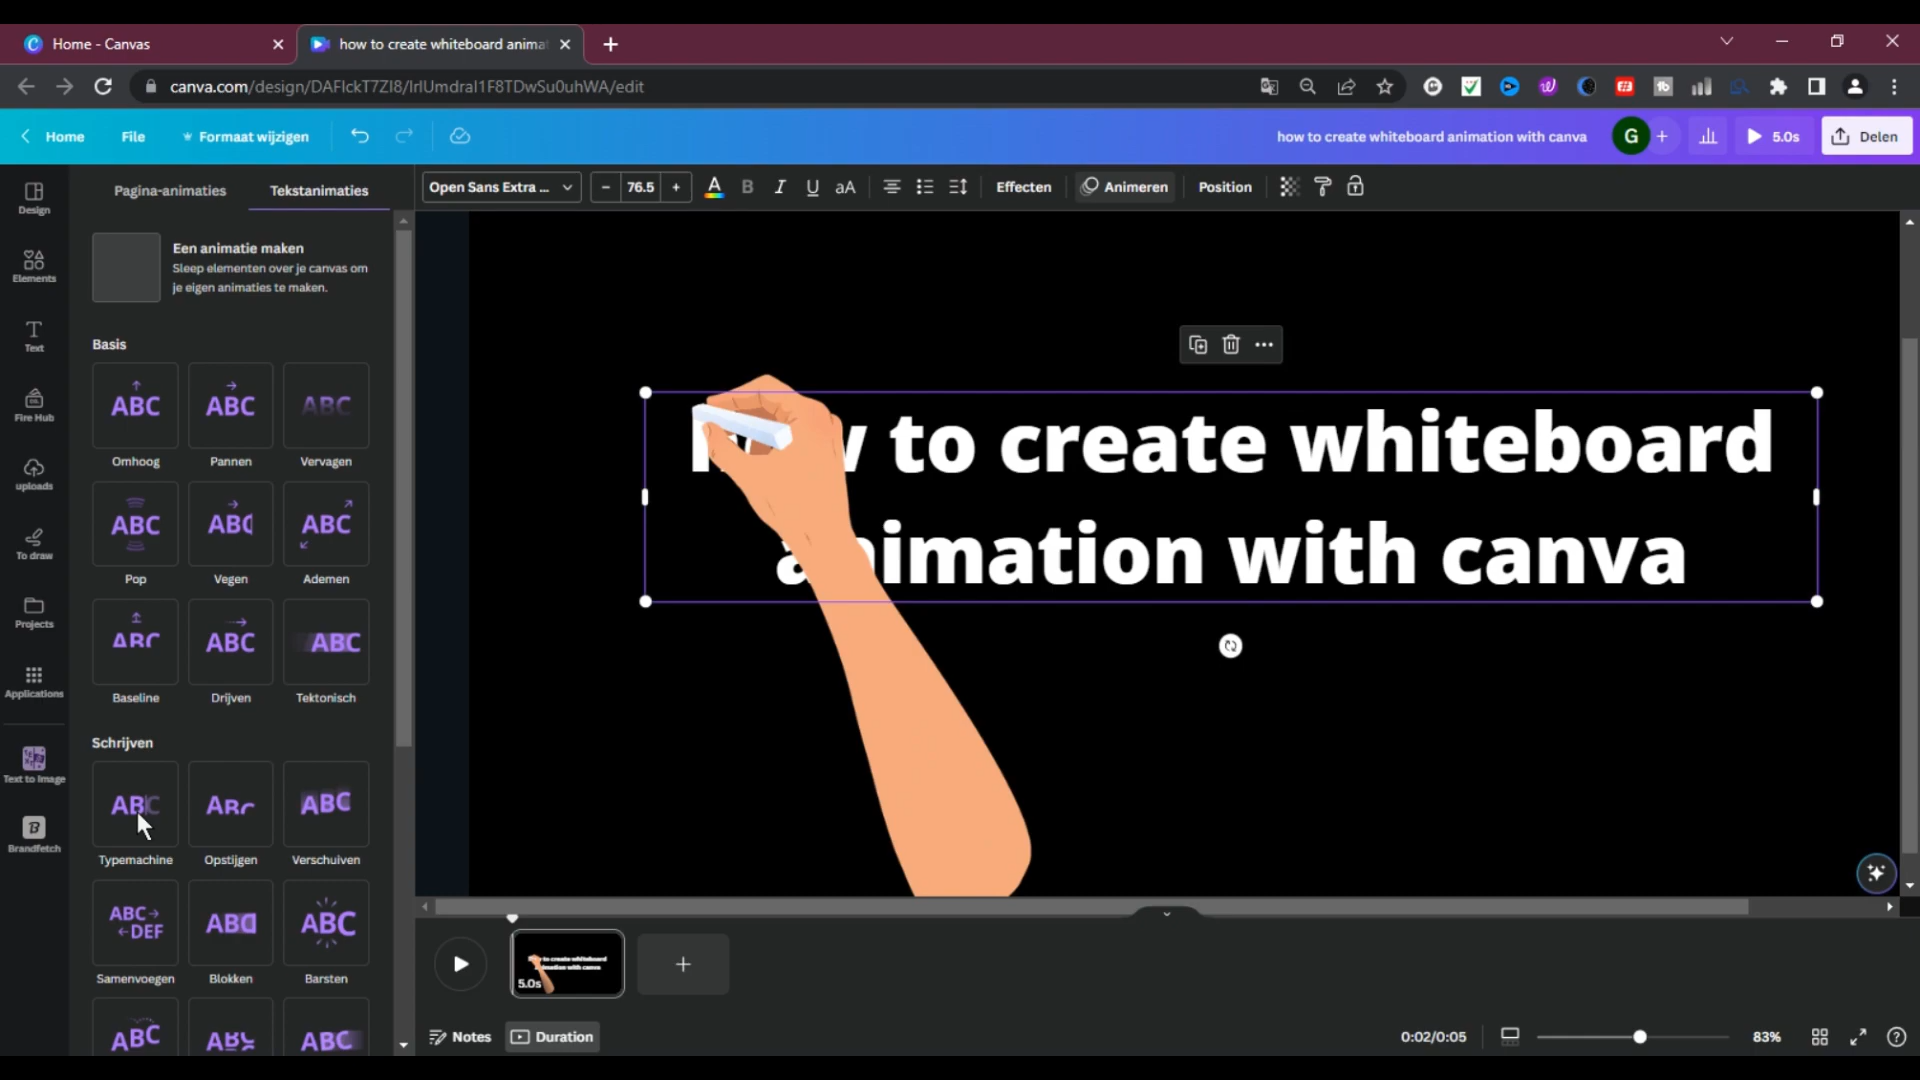 Home - Canvas
how to create whiteboard animat
canva.com/design/DAFlckT7ZI8/IrlUmdraI1F8TDwSu0uhWA/edit
Home
File
Formaat wijzigen
how to create whiteboard animation with canva
G
5.0s
Delen
Design
Elements
Text
Fire Hub
uploads
To draw
Projects
Applications
Text to Image
Brandfetch
Pagina-animaties
Tekstanimaties
Een animatie maken
Sleep elementen over je canvas om
je eigen animaties te maken.
Basis
ABC
ABC
ABC
Omhoog
Pannen
Vervagen
ABC
ABC
ABC
Pop
Vegen
Ademen
ABC
ABC
ABC
Baseline
Drijven
Tektonisch
Schrijven
ABC
ABC
ABC
Typemachine
Opstijgen
Verschuiven
ABC
DEF
ABC
ABC
Samenvoegen
Blokken
Barsten
ABC
ABC
ABC
Open Sans Extra ...
76.5
A
B
I
U
aA
Effecten
Animeren
Position
to create whiteboard
animation with canva
5.0s
Notes
Duration
0:02/0:05
83%